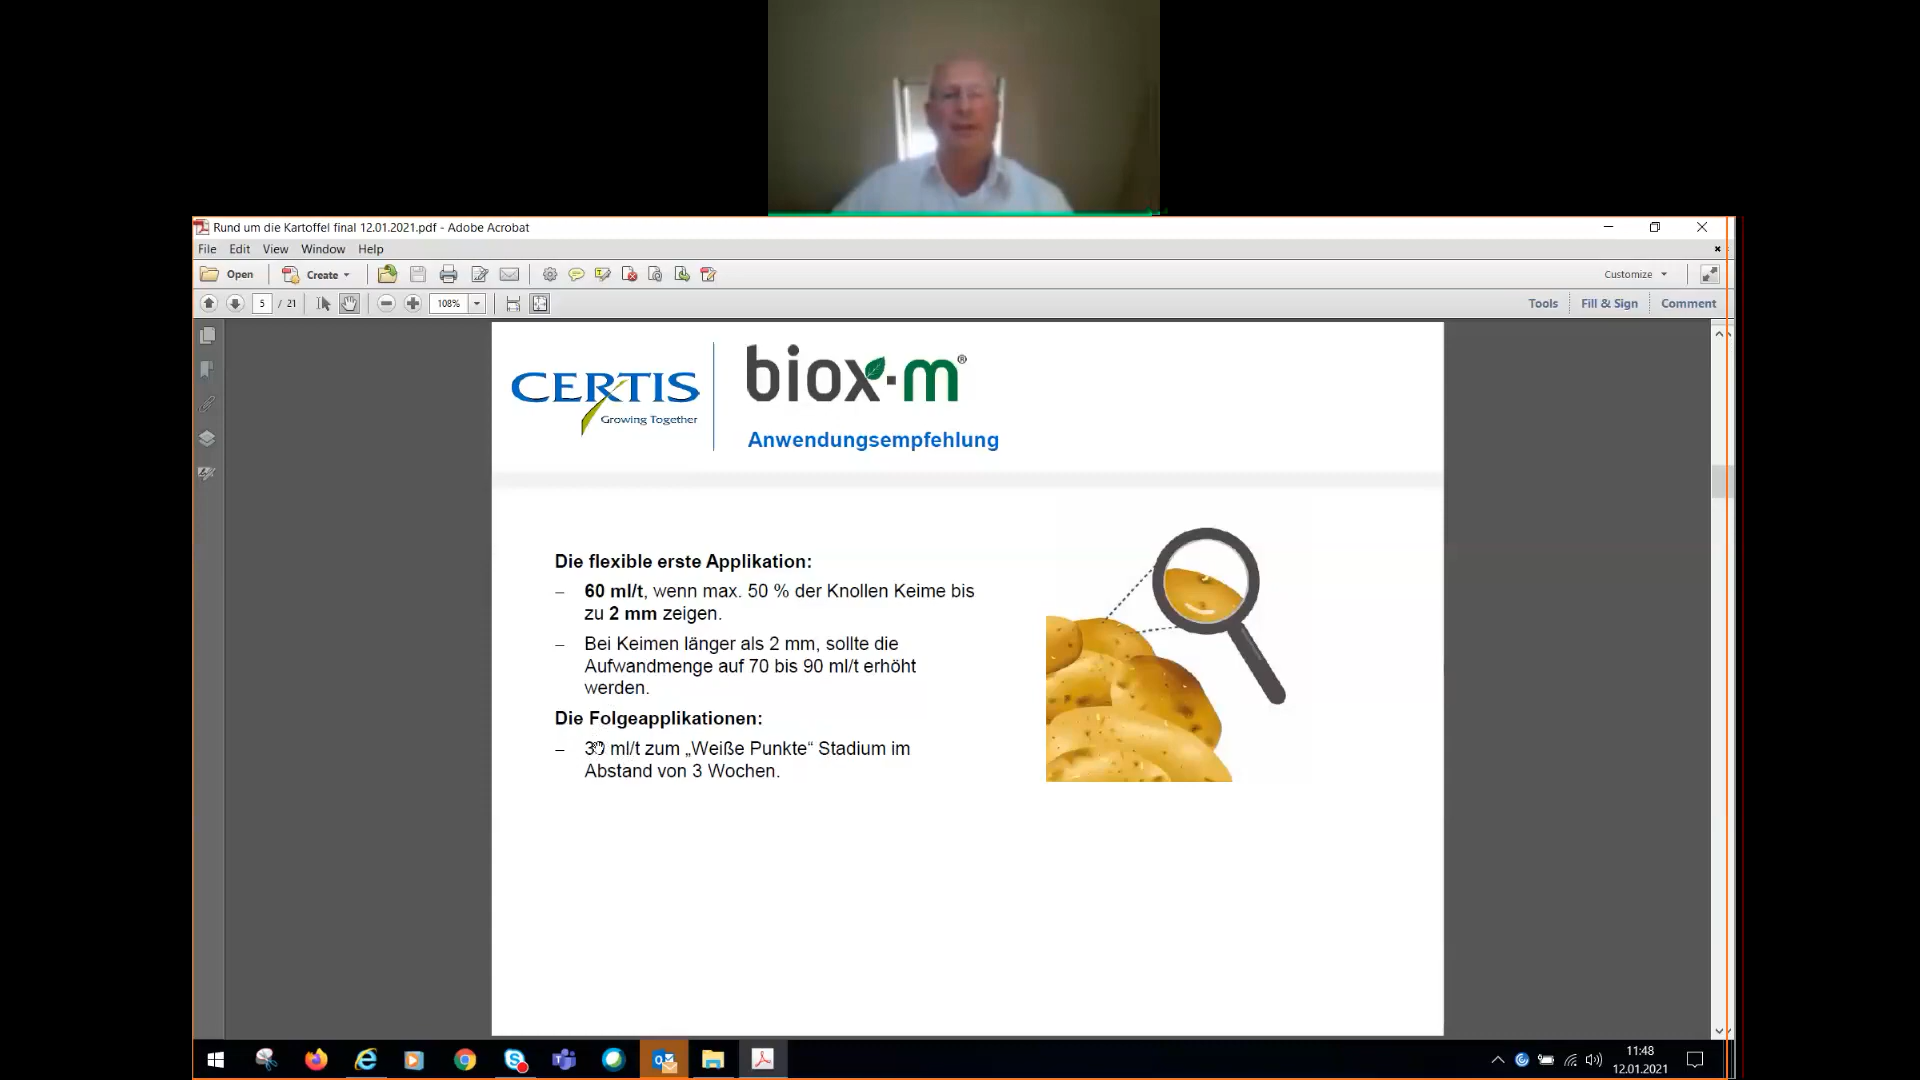 Rund um die Kartoffel final 12.01.2021.pdf - Adobe Acrobat
File Edit View Window Help
Open Create Customize
5 / 21 108% Tools Fill & Sign Comment
CERTIS
Growing Together
biox-m®
Anwendungsempfehlung
Die flexible erste Applikation:
– 60 ml/t, wenn max. 50 % der Knollen Keime bis
zu 2 mm zeigen.
– Bei Keimen länger als 2 mm, sollte die
Aufwandmenge auf 70 bis 90 ml/t erhöht
werden.
Die Folgeapplikationen:
– 30 ml/t zum „Weiße Punkte“ Stadium im
Abstand von 3 Wochen.
11:48
12.01.2021